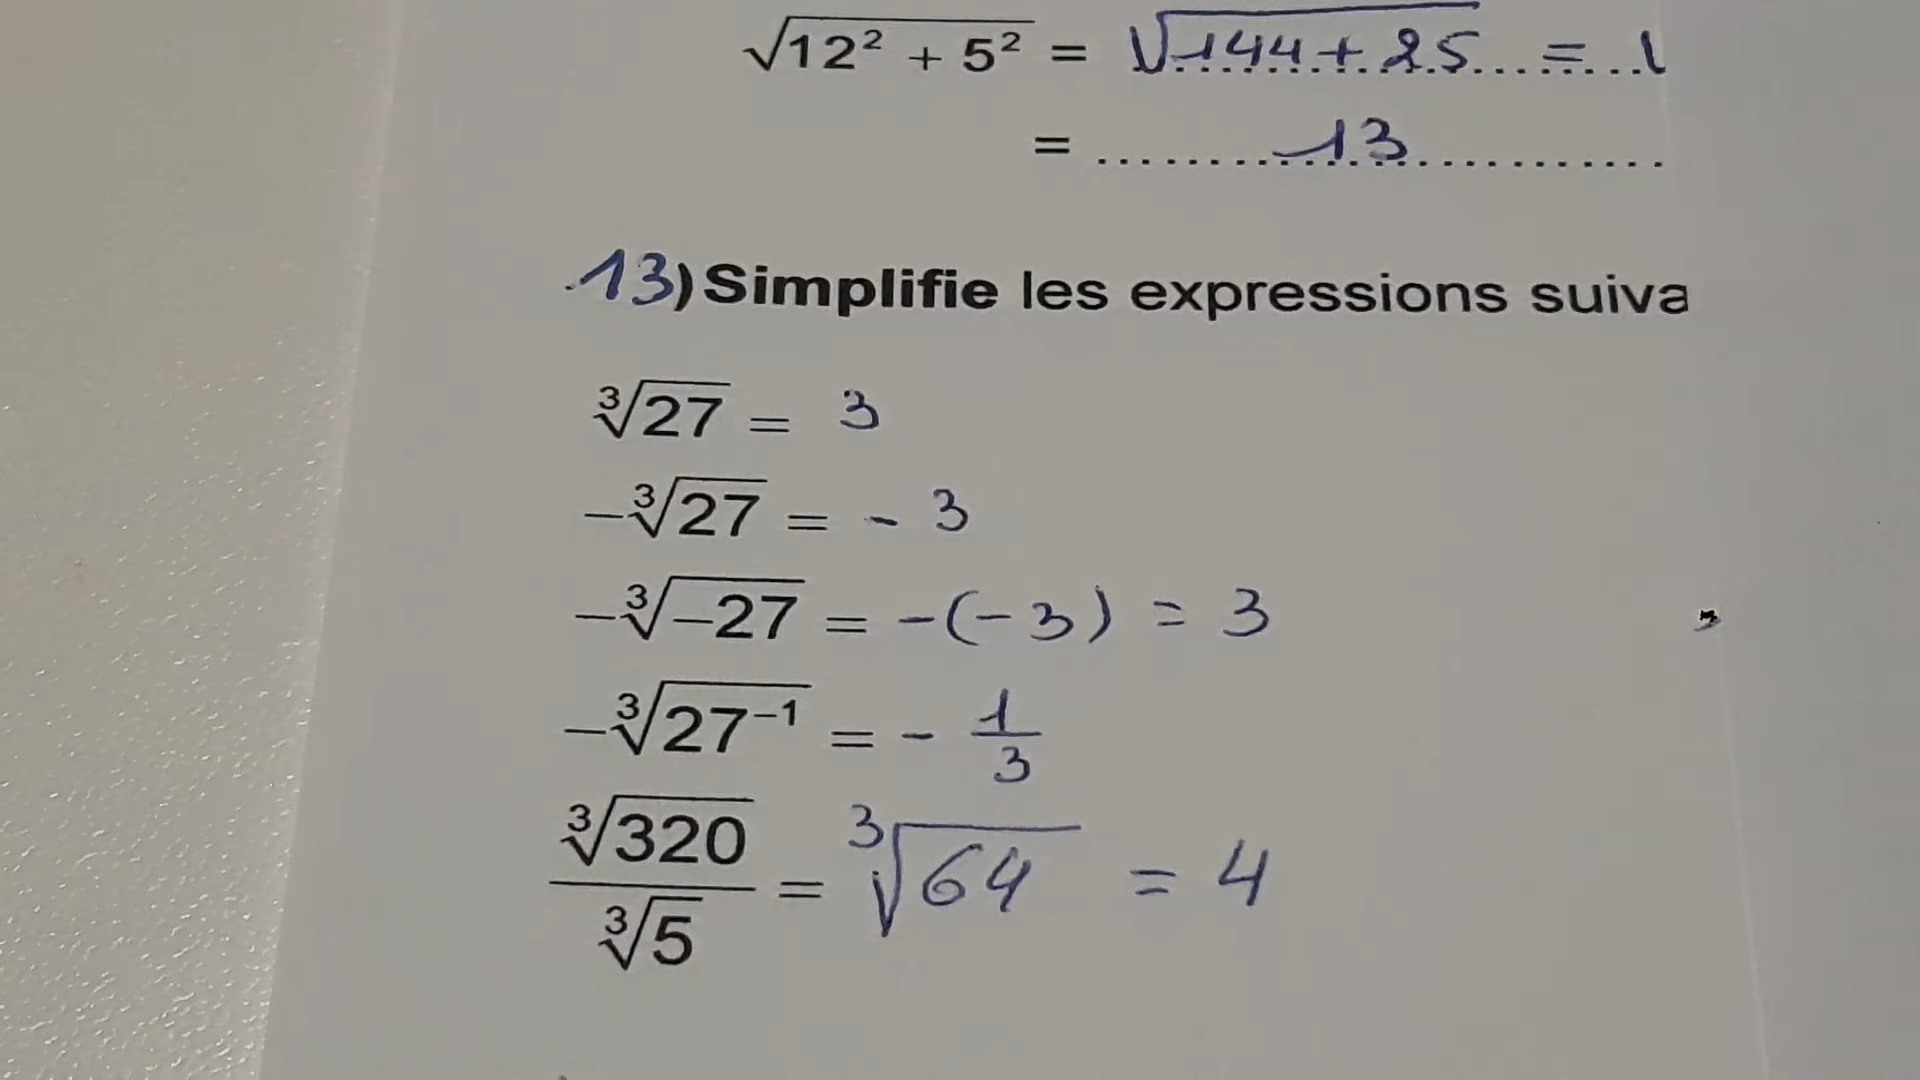 √(12² + 5²) = √(144 + 25) =
= 13
13) Simplifie les expressions suiva
∛27 = 3
-∛27 = - 3
-∛-27 = -(-3) = 3
-∛27⁻¹ = - 1/3
∛320/∛5 = ∛64 = 4